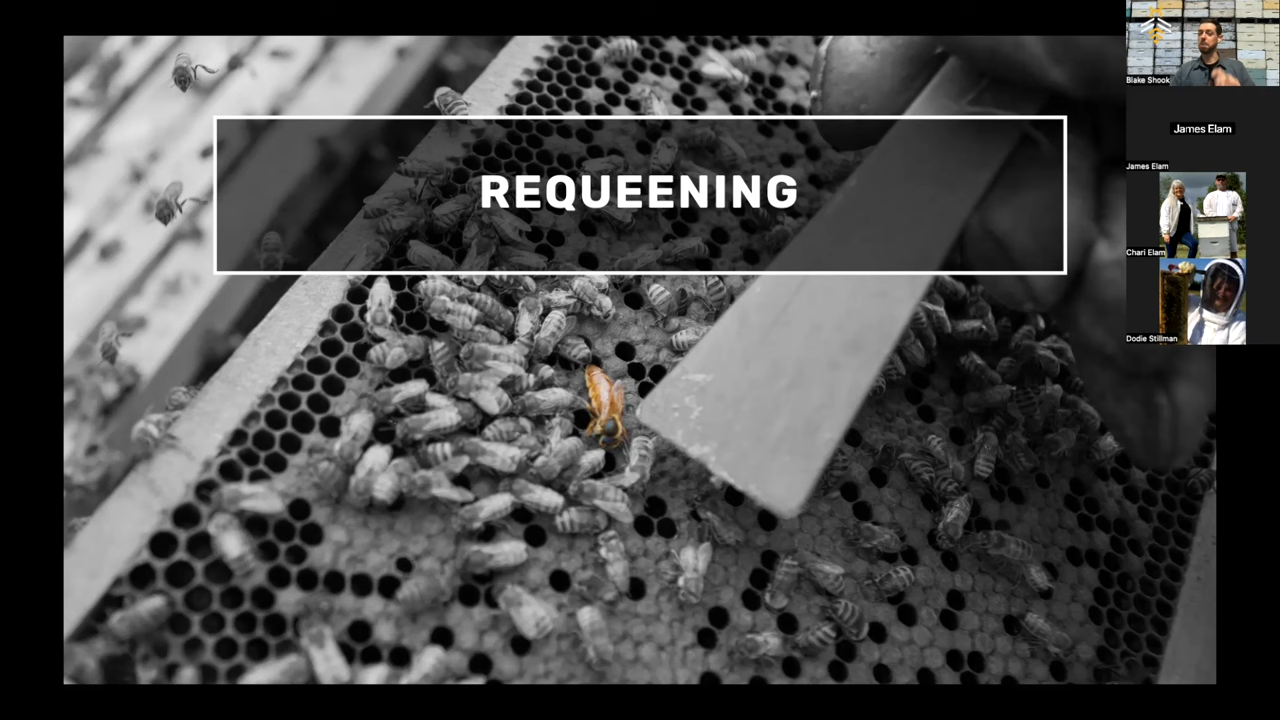 REQUEENING
Blake Shook
James Elam
James Elam
Chari Elam
Dodie Stillman